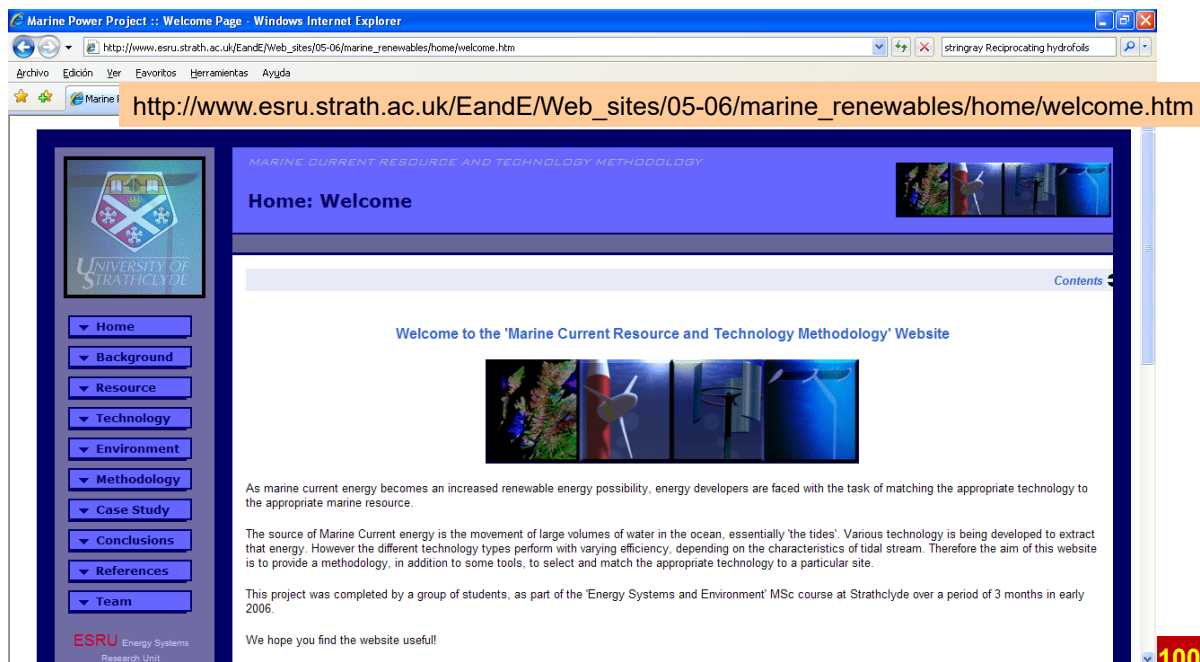 Marine Power Project :: Welcome Page - Windows Internet Explorer
http://www.esru.strath.ac.uk/EandE/Web_sites/05-06/marine_renewables/home/welcome.htm
stringray Reciprocating hydrofoils
Archivo Edición Ver Favoritos Herramientas Ayuda
Marine
http://www.esru.strath.ac.uk/EandE/Web_sites/05-06/marine_renewables/home/welcome.htm
MARINE CURRENT RESOURCE AND TECHNOLOGY METHODOLOGY
Home: Welcome
UNIVERSITY OF
STRATHCLYDE
Contents
Home
Background
Resource
Technology
Environment
Methodology
Case Study
Conclusions
References
Team
ESRU Energy Systems
Research Unit
Welcome to the 'Marine Current Resource and Technology Methodology' Website
As marine current energy becomes an increased renewable energy possibility, energy developers are faced with the task of matching the appropriate technology to
the appropriate marine resource.
The source of Marine Current energy is the movement of large volumes of water in the ocean, essentially 'the tides'. Various technology is being developed to extract
that energy. However the different technology types perform with varying efficiency, depending on the characteristics of tidal stream. Therefore the aim of this website
is to provide a methodology, in addition to some tools, to select and match the appropriate technology to a particular site.
This project was completed by a group of students, as part of the 'Energy Systems and Environment' MSc course at Strathclyde over a period of 3 months in early
2006.
We hope you find the website useful!
100